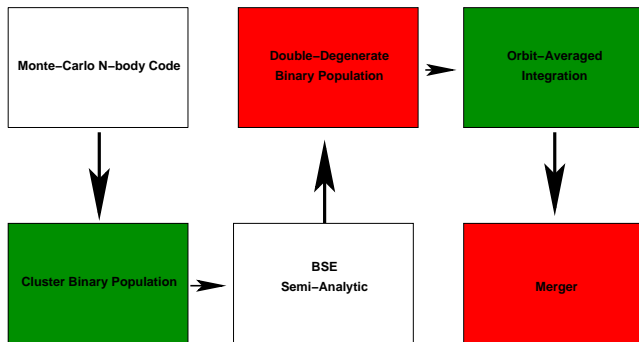 Monte−Carlo N−body Code
Double−Degenerate
Binary Population
Orbit−Averaged
Integration
Cluster Binary Population
BSE
Semi−Analytic
Merger